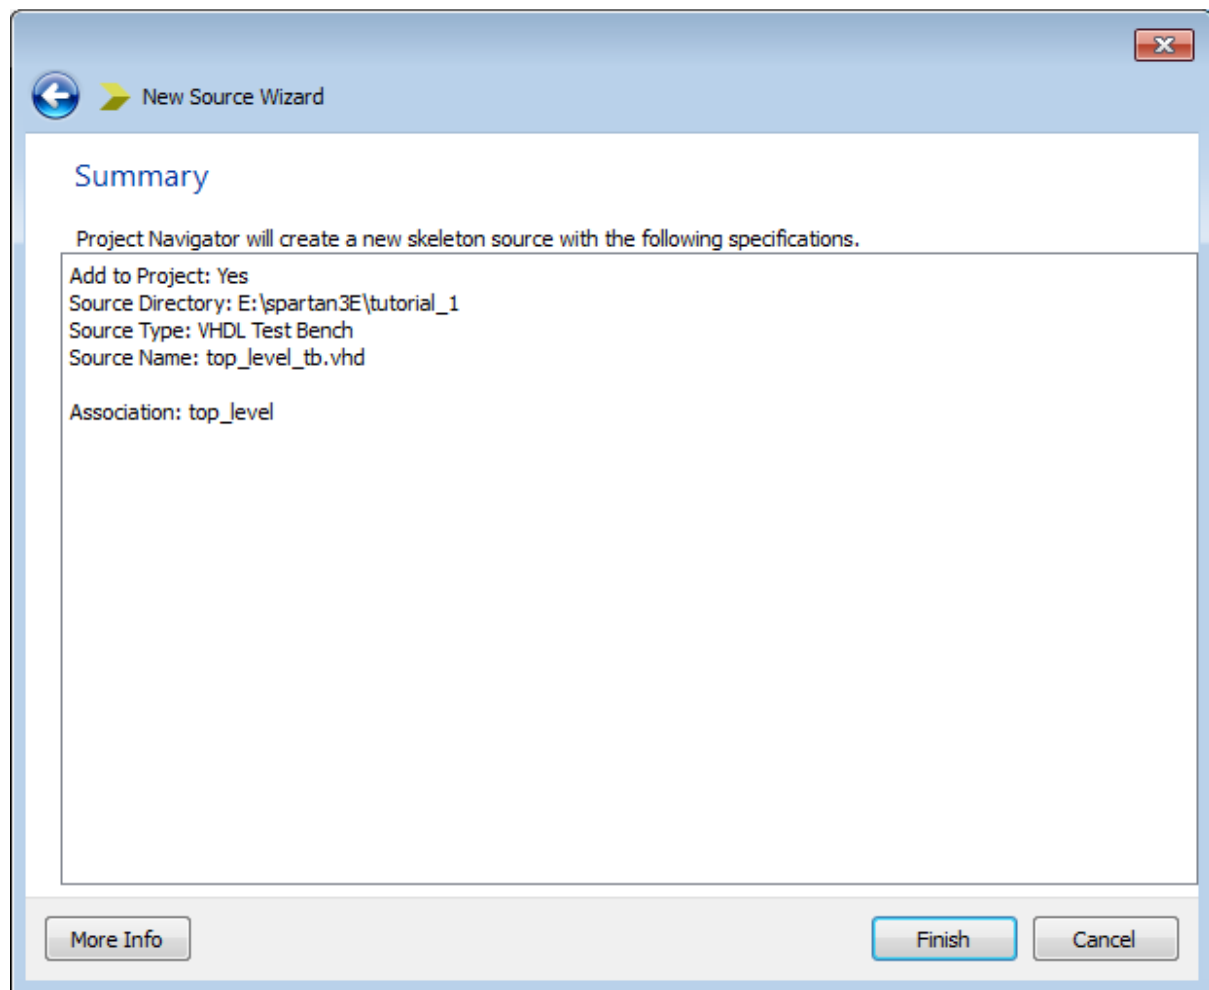 New Source Wizard
Summary
Project Navigator will create a new skeleton source with the following specifications.
Add to Project: Yes
Source Directory: E:\spartan3E\tutorial_1
Source Type: VHDL Test Bench
Source Name: top_level_tb.vhd
Association: top_level
More Info
Finish
Cancel